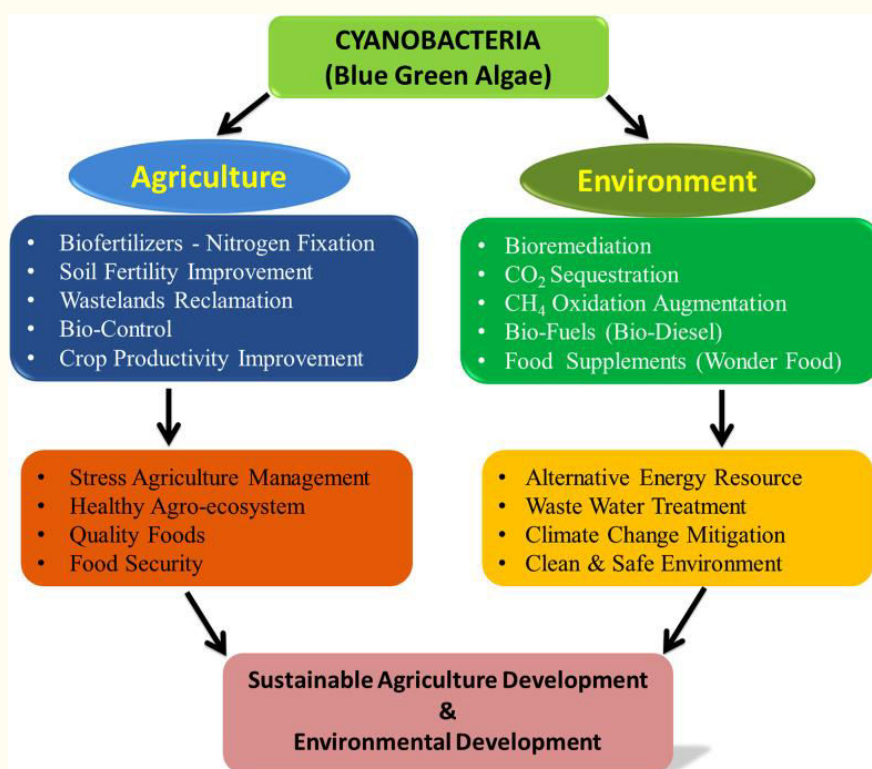 CYANOBACTERIA
(Blue Green Algae)
Agriculture
• Biofertilizers - Nitrogen Fixation
• Soil Fertility Improvement
• Wastelands Reclamation
• Bio-Control
• Crop Productivity Improvement
• Stress Agriculture Management
• Healthy Agro-ecosystem
• Quality Foods
• Food Security
Environment
• Bioremediation
• CO₂ Sequestration
• CH₄ Oxidation Augmentation
• Bio-Fuels (Bio-Diesel)
• Food Supplements (Wonder Food)
• Alternative Energy Resource
• Waste Water Treatment
• Climate Change Mitigation
• Clean & Safe Environment
Sustainable Agriculture Development
&
Environmental Development